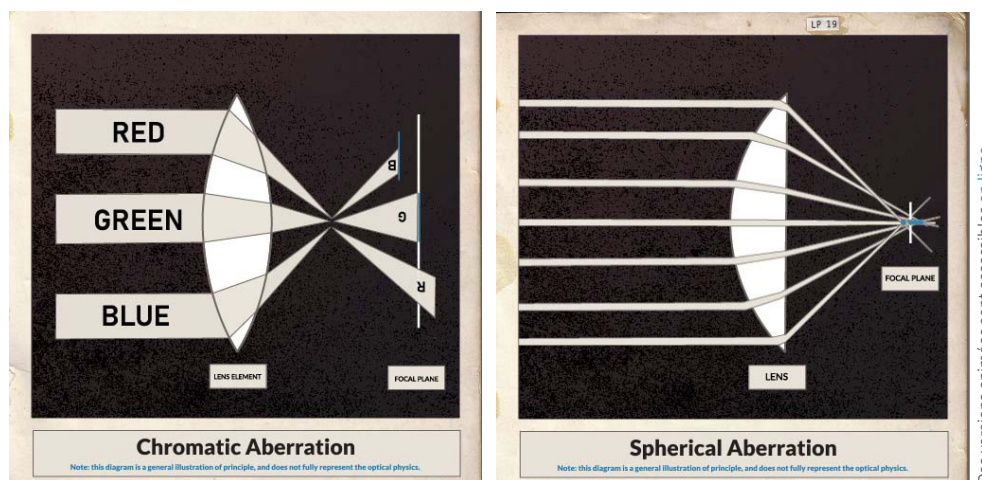 RED
GREEN
BLUE
B
G
R
LENS ELEMENT
FOCAL PLANE
Chromatic Aberration
Note: this diagram is a general illustration of principle, and does not fully represent the optical physics.
LP 19
FOCAL PLANE
LENS
Spherical Aberration
Note: this diagram is a general illustration of principle, and does not fully represent the optical physics.